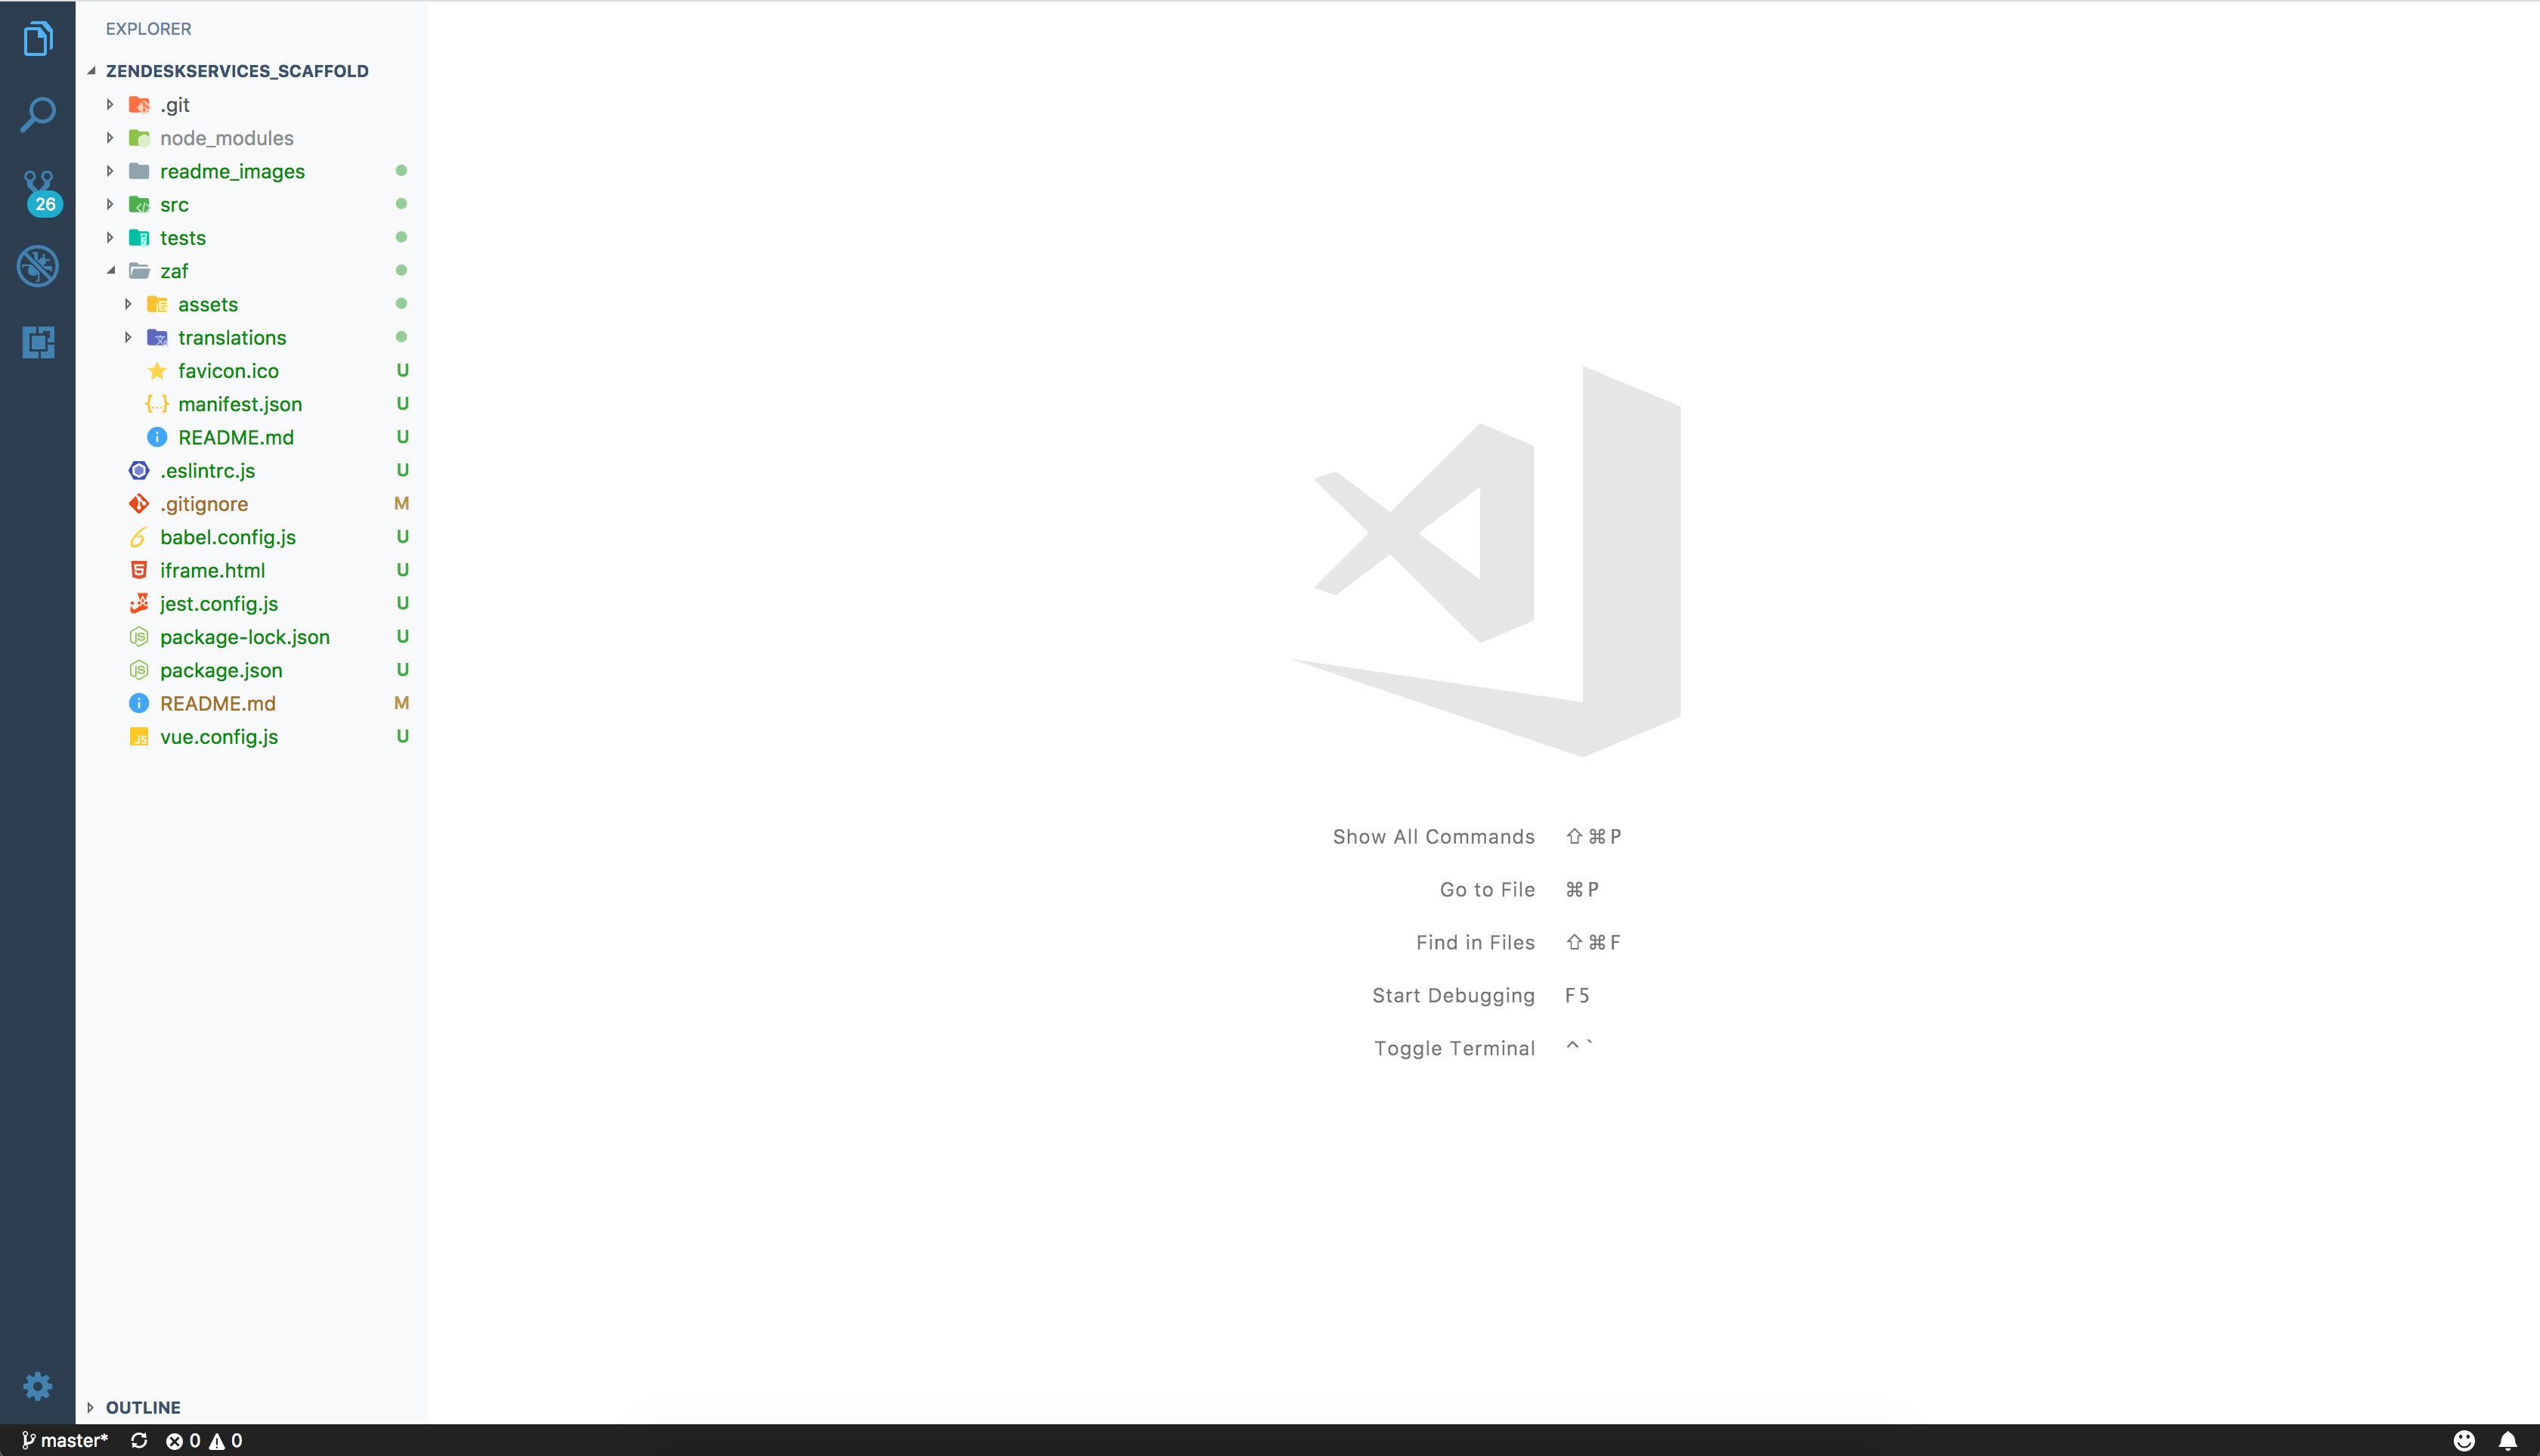 EXPLORER
ZENDESKSERVICES_SCAFFOLD
.git
node_modules
readme_images
src
26
tests
zaf
assets
translations
favicon.ico U
manifest.json U
README.md U
.eslintrc.js U
.gitignore M
babel.config.js U
iframe.html U
jest.config.js U
package-lock.json U
package.json U
README.md M
vue.config.js U
Show All Commands ⇧⌘P
Go to File ⌘P
Find in Files ⇧⌘F
Start Debugging F5
Toggle Terminal ^`
OUTLINE
master* 0 0